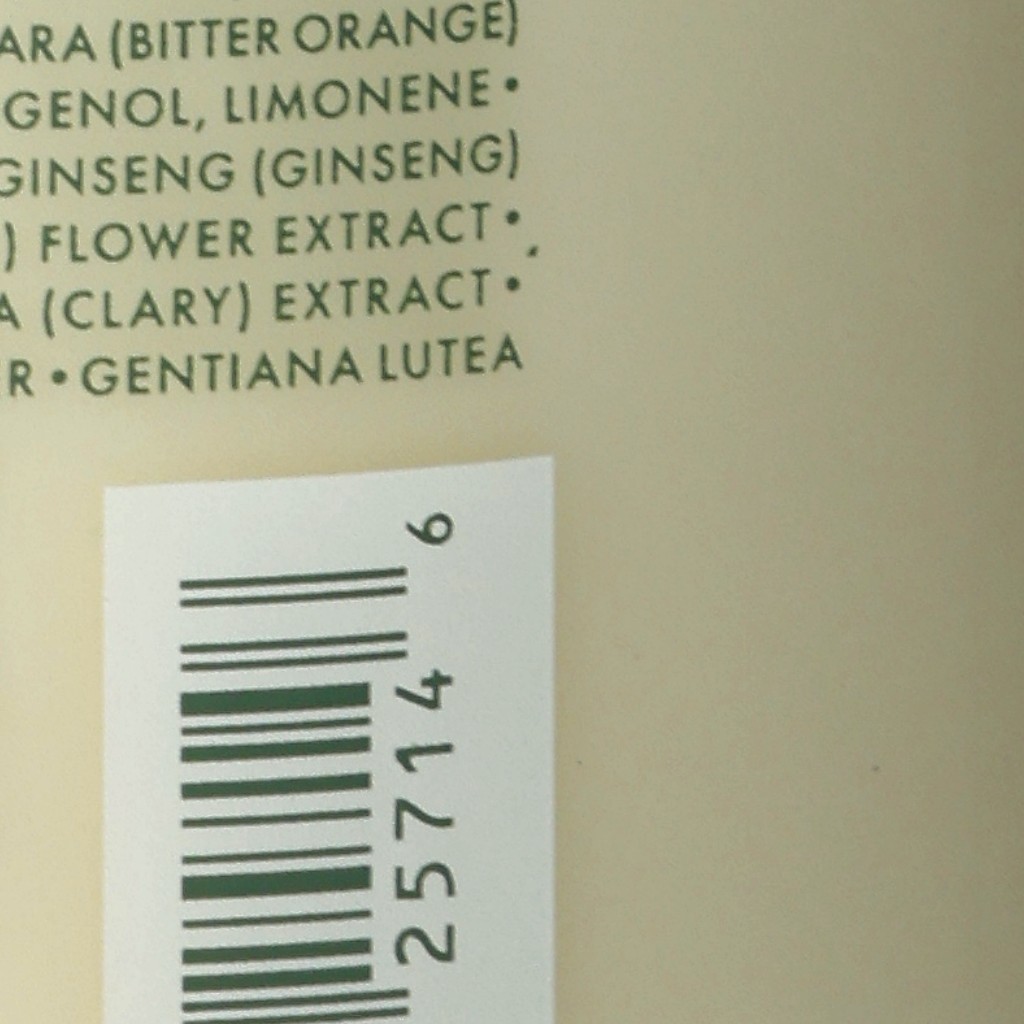 ARA (BITTER ORANGE)
GENOL, LIMONENE •
GINSENG (GINSENG)
) FLOWER EXTRACT •
A (CLARY) EXTRACT •
R • GENTIANA LUTEA
25714 6